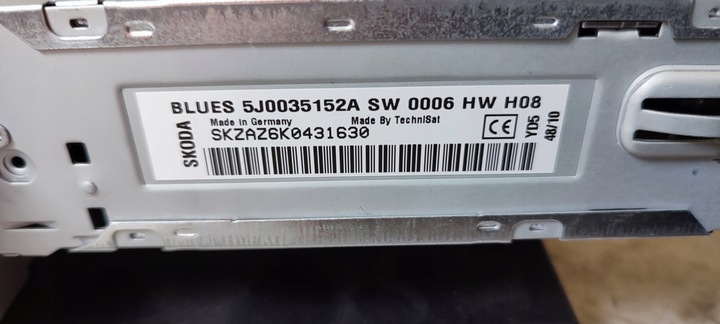 BLUES 5J0035152A SW 0006 HW H08
Made in Germany Made By TechniSat
SKODA
SKZAZ6K0431630
CE
YD5
48/10